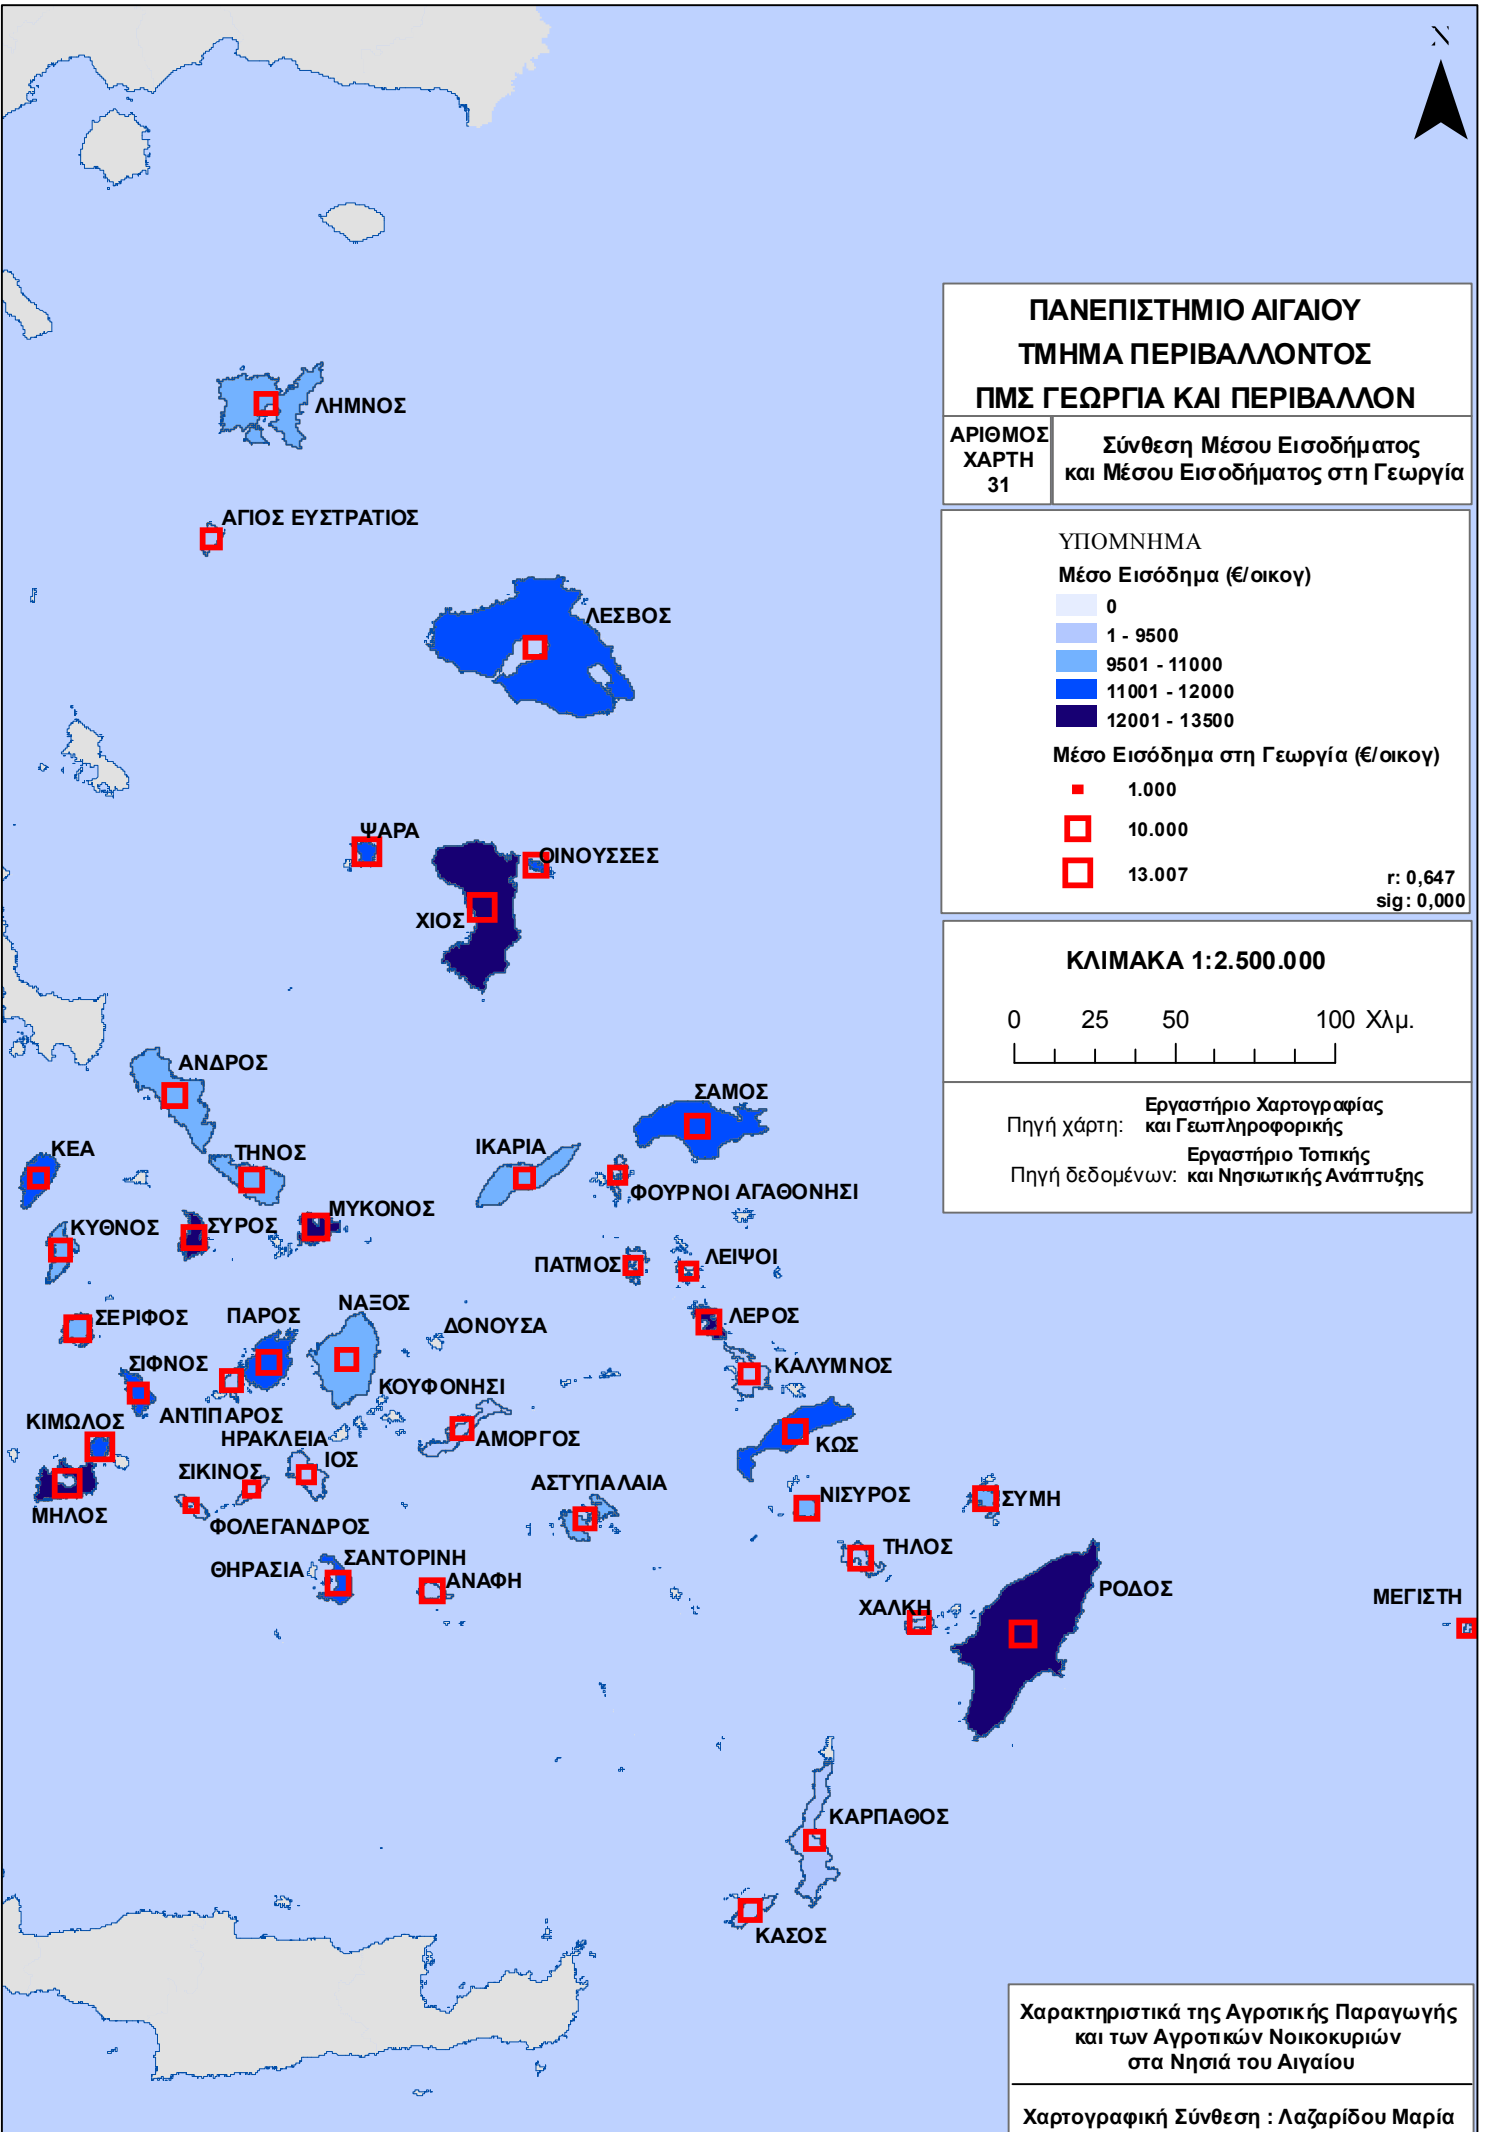 N
ΠΑΝΕΠΙΣΤΗΜΙΟ ΑΙΓΑΙΟΥ
ΤΜΗΜΑ ΠΕΡΙΒΑΛΛΟΝΤΟΣ
ΠΜΣ ΓΕΩΡΓΙΑ ΚΑΙ ΠΕΡΙΒΑΛΛΟΝ
ΑΡΙΘΜΟΣ
ΧΑΡΤΗ
31
Σύνθεση Μέσου Εισοδήματος
και Μέσου Εισοδήματος στη Γεωργία
ΥΠΟΜΝΗΜΑ
Μέσο Εισόδημα (€/οικογ)
0
1 - 9500
9501 - 11000
11001 - 12000
12001 - 13500
Μέσο Εισόδημα στη Γεωργία (€/οικογ)
1.000
10.000
13.007
r: 0,647
sig: 0,000
ΚΛΙΜΑΚΑ 1:2.500.000
0 25 50 100 Χλμ.
Πηγή χάρτη: Εργαστήριο Χαρτογραφίας
και Γεωπληροφορικής
Πηγή δεδομένων: Εργαστήριο Τοπικής
και Νησιωτικής Ανάπτυξης
ΛΗΜΝΟΣ
ΑΓΙΟΣ ΕΥΣΤΡΑΤΙΟΣ
ΛΕΣΒΟΣ
ΨΑΡΑ
ΟΙΝΟΥΣΣΕΣ
ΧΙΟΣ
ΑΝΔΡΟΣ
ΣΑΜΟΣ
ΚΕΑ
ΤΗΝΟΣ
ΙΚΑΡΙΑ
ΦΟΥΡΝΟΙ
ΑΓΑΘΟΝΗΣΙ
ΜΥΚΟΝΟΣ
ΣΥΡΟΣ
ΚΥΘΝΟΣ
ΠΑΤΜΟΣ
ΛΕΙΨΟΙ
ΝΑΞΟΣ
ΣΕΡΙΦΟΣ
ΠΑΡΟΣ
ΔΟΝΟΥΣΑ
ΛΕΡΟΣ
ΣΙΦΝΟΣ
ΚΑΛΥΜΝΟΣ
ΚΟΥΦΟΝΗΣΙ
ΑΝΤΙΠΑΡΟΣ
ΚΙΜΩΛΟΣ
ΗΡΑΚΛΕΙΑ
ΑΜΟΡΓΟΣ
ΚΩΣ
ΙΟΣ
ΣΙΚΙΝΟΣ
ΑΣΤΥΠΑΛΑΙΑ
ΝΙΣΥΡΟΣ
ΣΥΜΗ
ΜΗΛΟΣ
ΦΟΛΕΓΑΝΔΡΟΣ
ΤΗΛΟΣ
ΣΑΝΤΟΡΙΝΗ
ΘΗΡΑΣΙΑ
ΑΝΑΦΗ
ΡΟΔΟΣ
ΜΕΓΙΣΤΗ
ΧΑΛΚΗ
ΚΑΡΠΑΘΟΣ
ΚΑΣΟΣ
Χαρακτηριστικά της Αγροτικής Παραγωγής
και των Αγροτικών Νοικοκυριών
στα Νησιά του Αιγαίου
Χαρτογραφική Σύνθεση : Λαζαρίδου Μαρία